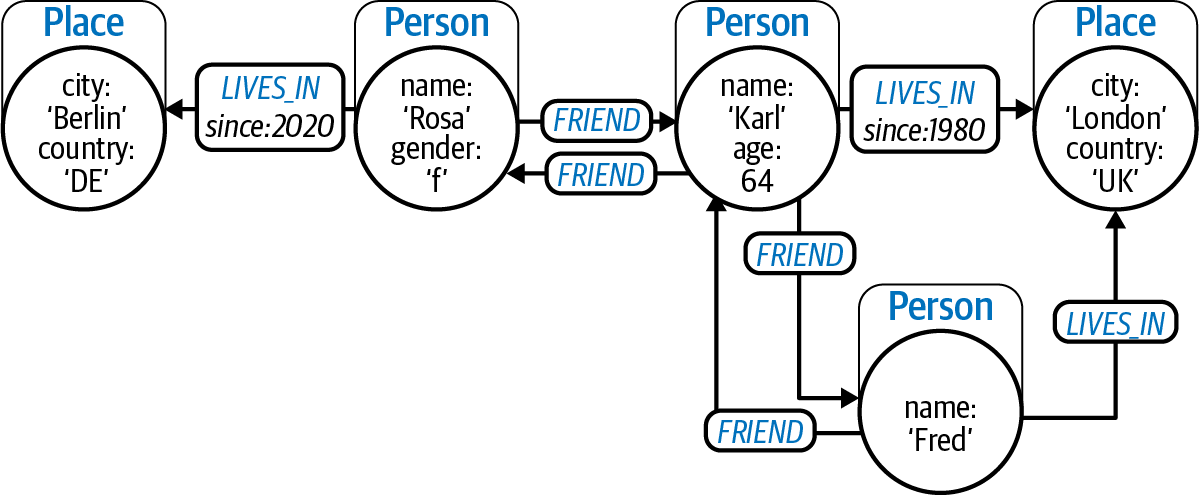 Place
city:
‘Berlin’
country:
‘DE’
LIVES_IN
since:2020
Person
name:
‘Rosa’
gender:
‘f’
FRIEND
FRIEND
Person
name:
‘Karl’
age:
64
LIVES_IN
since:1980
Place
city:
‘London’
country:
‘UK’
FRIEND
Person
name:
‘Fred’
FRIEND
LIVES_IN